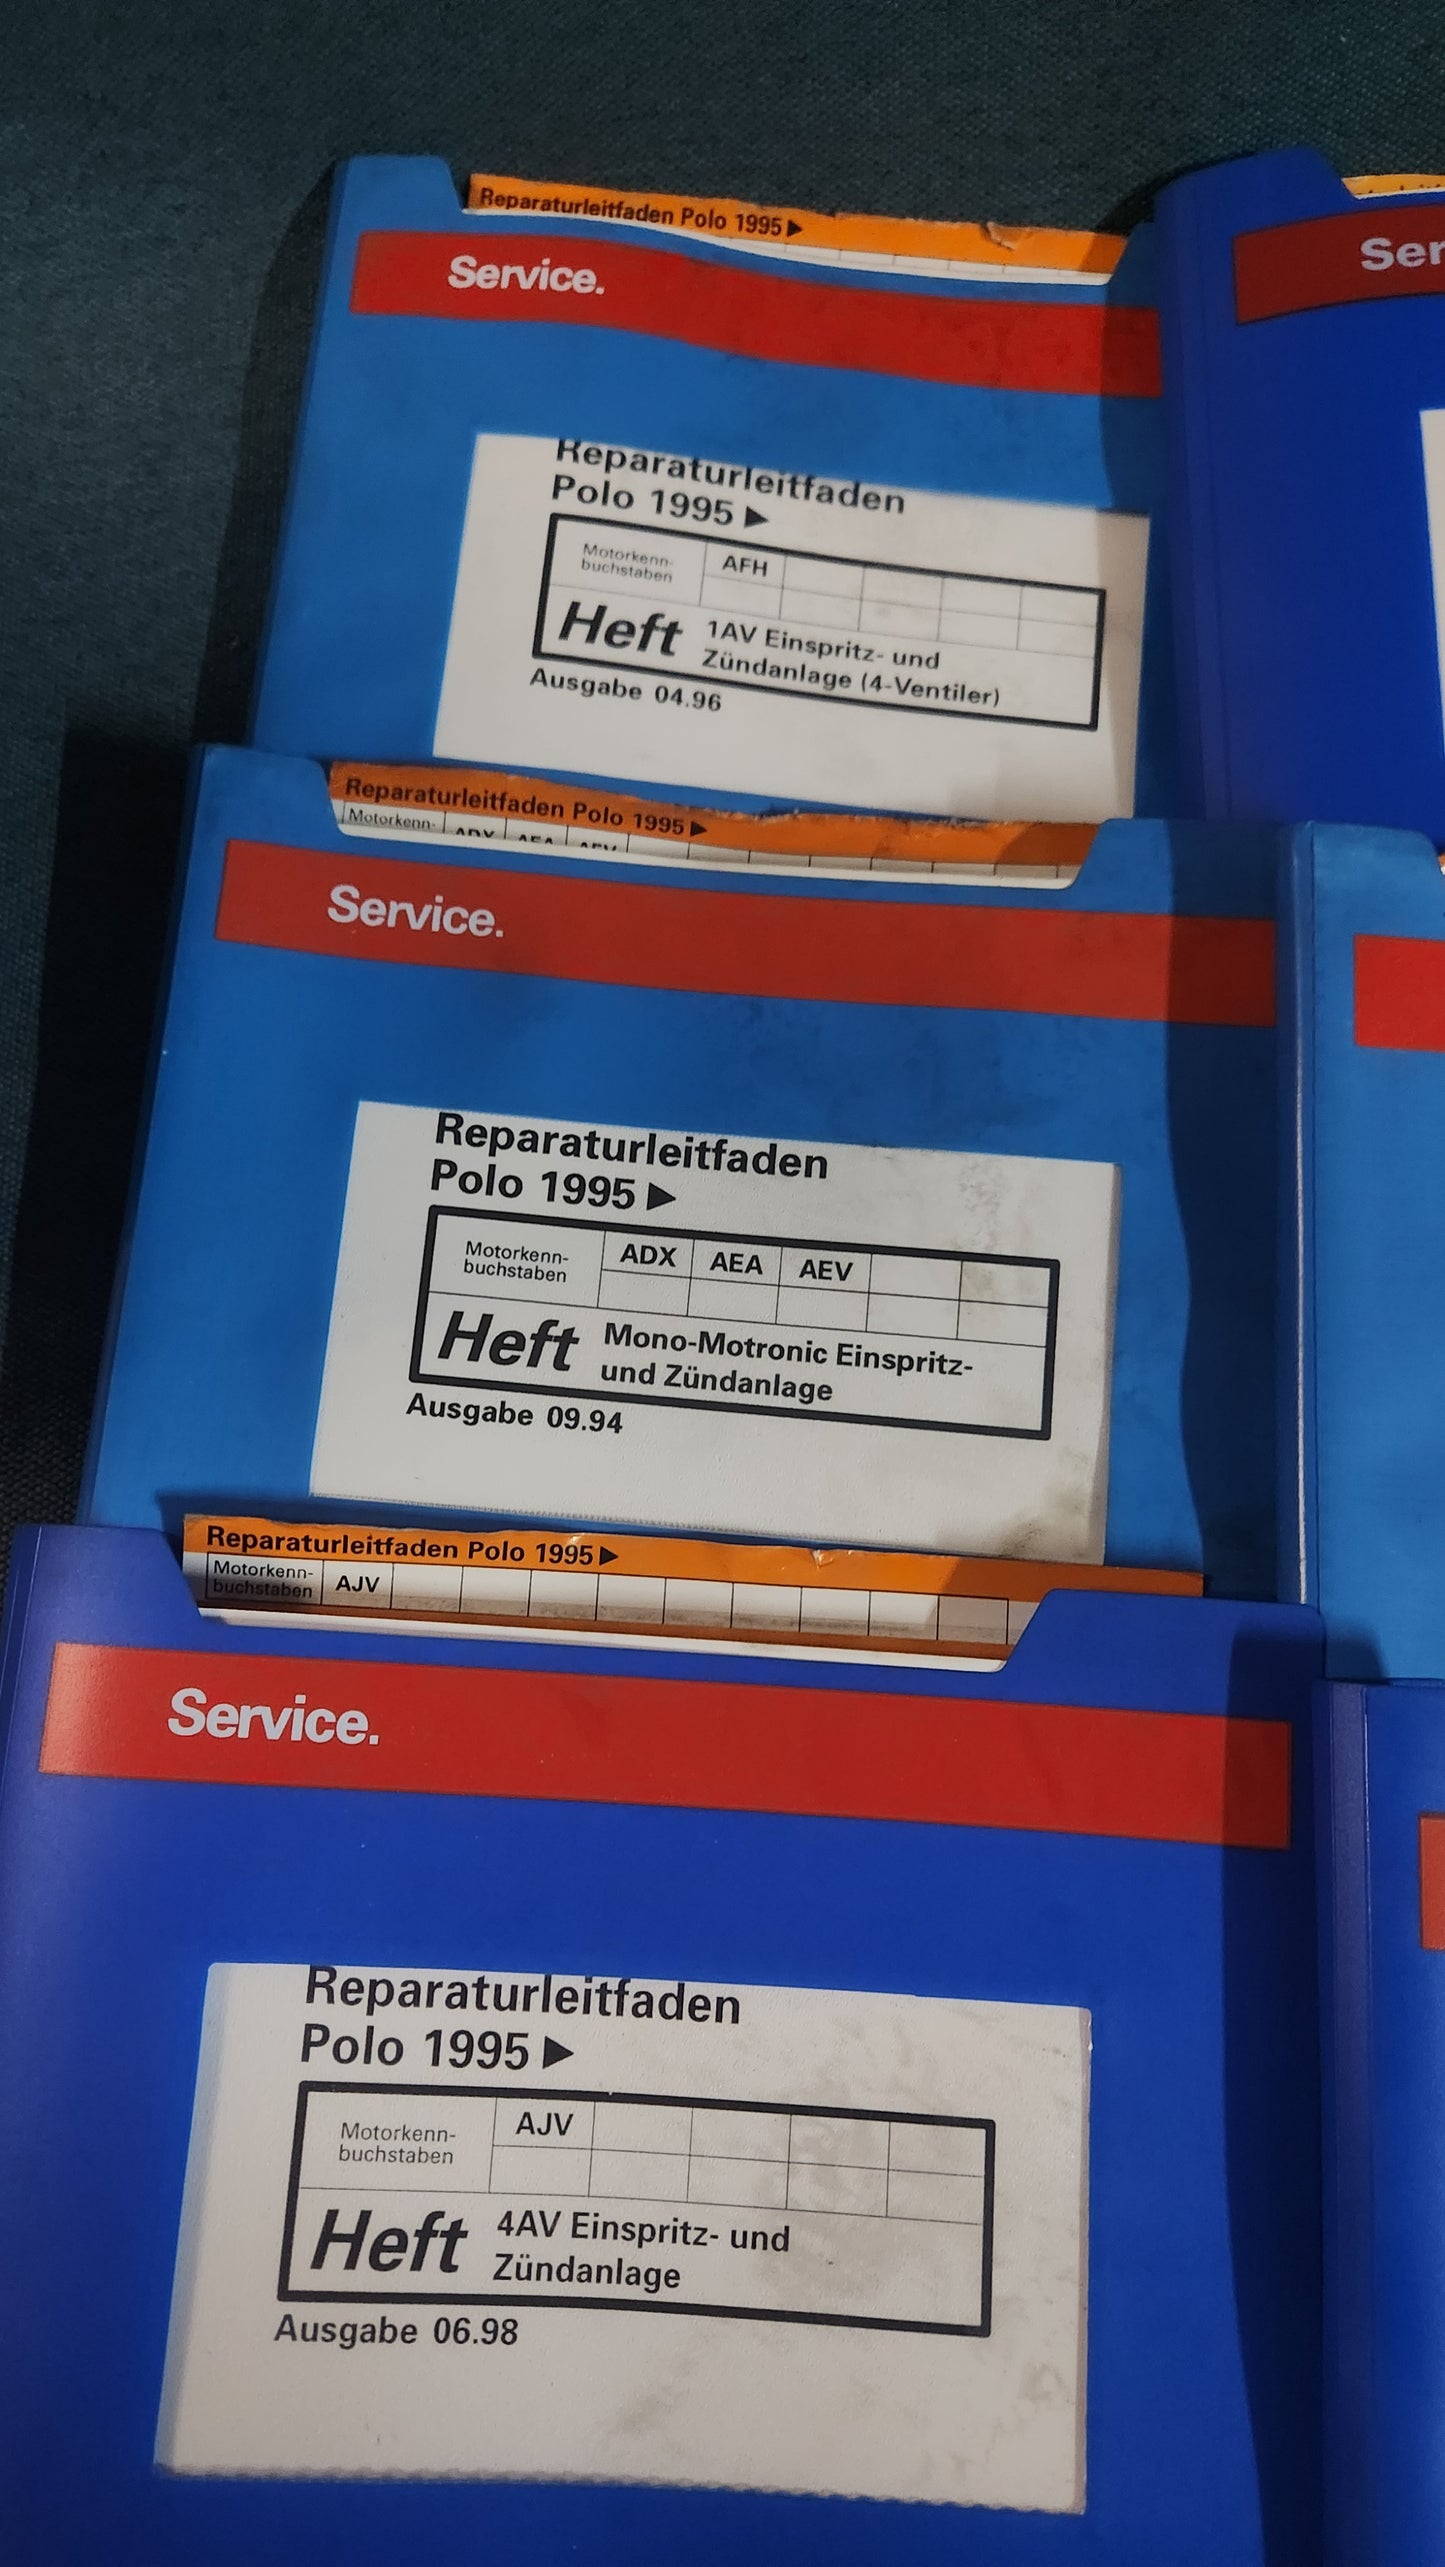 Reparaturleitfaden Polo 1995 ▶
Service.
Reparaturleitfaden
Polo 1995 ▶
Motorkenn-
buchstaben
AFH
Heft
1AV Einspritz- und
Zündanlage (4-Ventiler)
Ausgabe 04.96
Ser
Reparaturleitfaden Polo 1995 ▶
Motorkenn- ADX AEA AEV
Service.
Reparaturleitfaden
Polo 1995 ▶
Motorkenn-
buchstaben
ADX AEA AEV
Heft
Mono-Motronic Einspritz-
und Zündanlage
Ausgabe 09.94
Reparaturleitfaden Polo 1995 ▶
Motorkenn-
buchstaben
AJV
Service.
Reparaturleitfaden
Polo 1995 ▶
Motorkenn-
buchstaben
AJV
Heft
4AV Einspritz- und
Zündanlage
Ausgabe 06.98